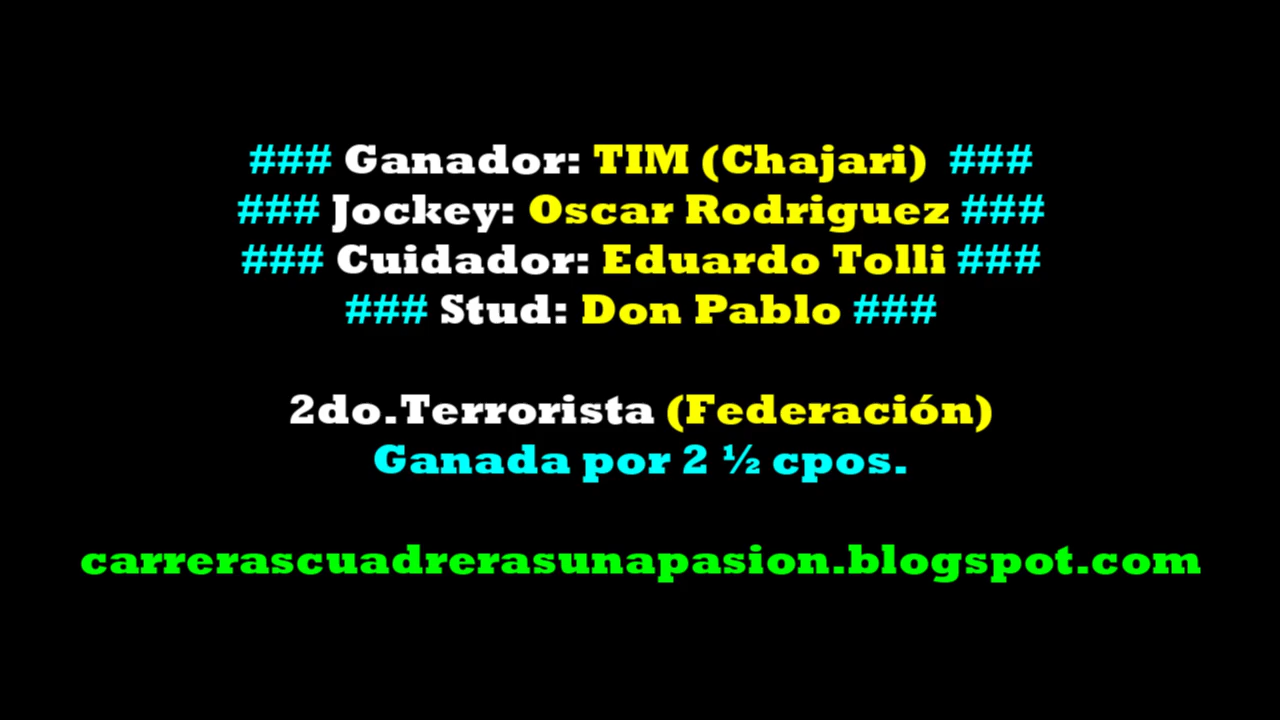 ### Ganador: TIM (Chajari) ###
### Jockey: Oscar Rodriguez ###
### Cuidador: Eduardo Tolli ###
### Stud: Don Pablo ###
2do.Terrorista (Federación)
Ganada por 2 ½ cpos.
carrerascuadrerasunapasion.blogspot.com